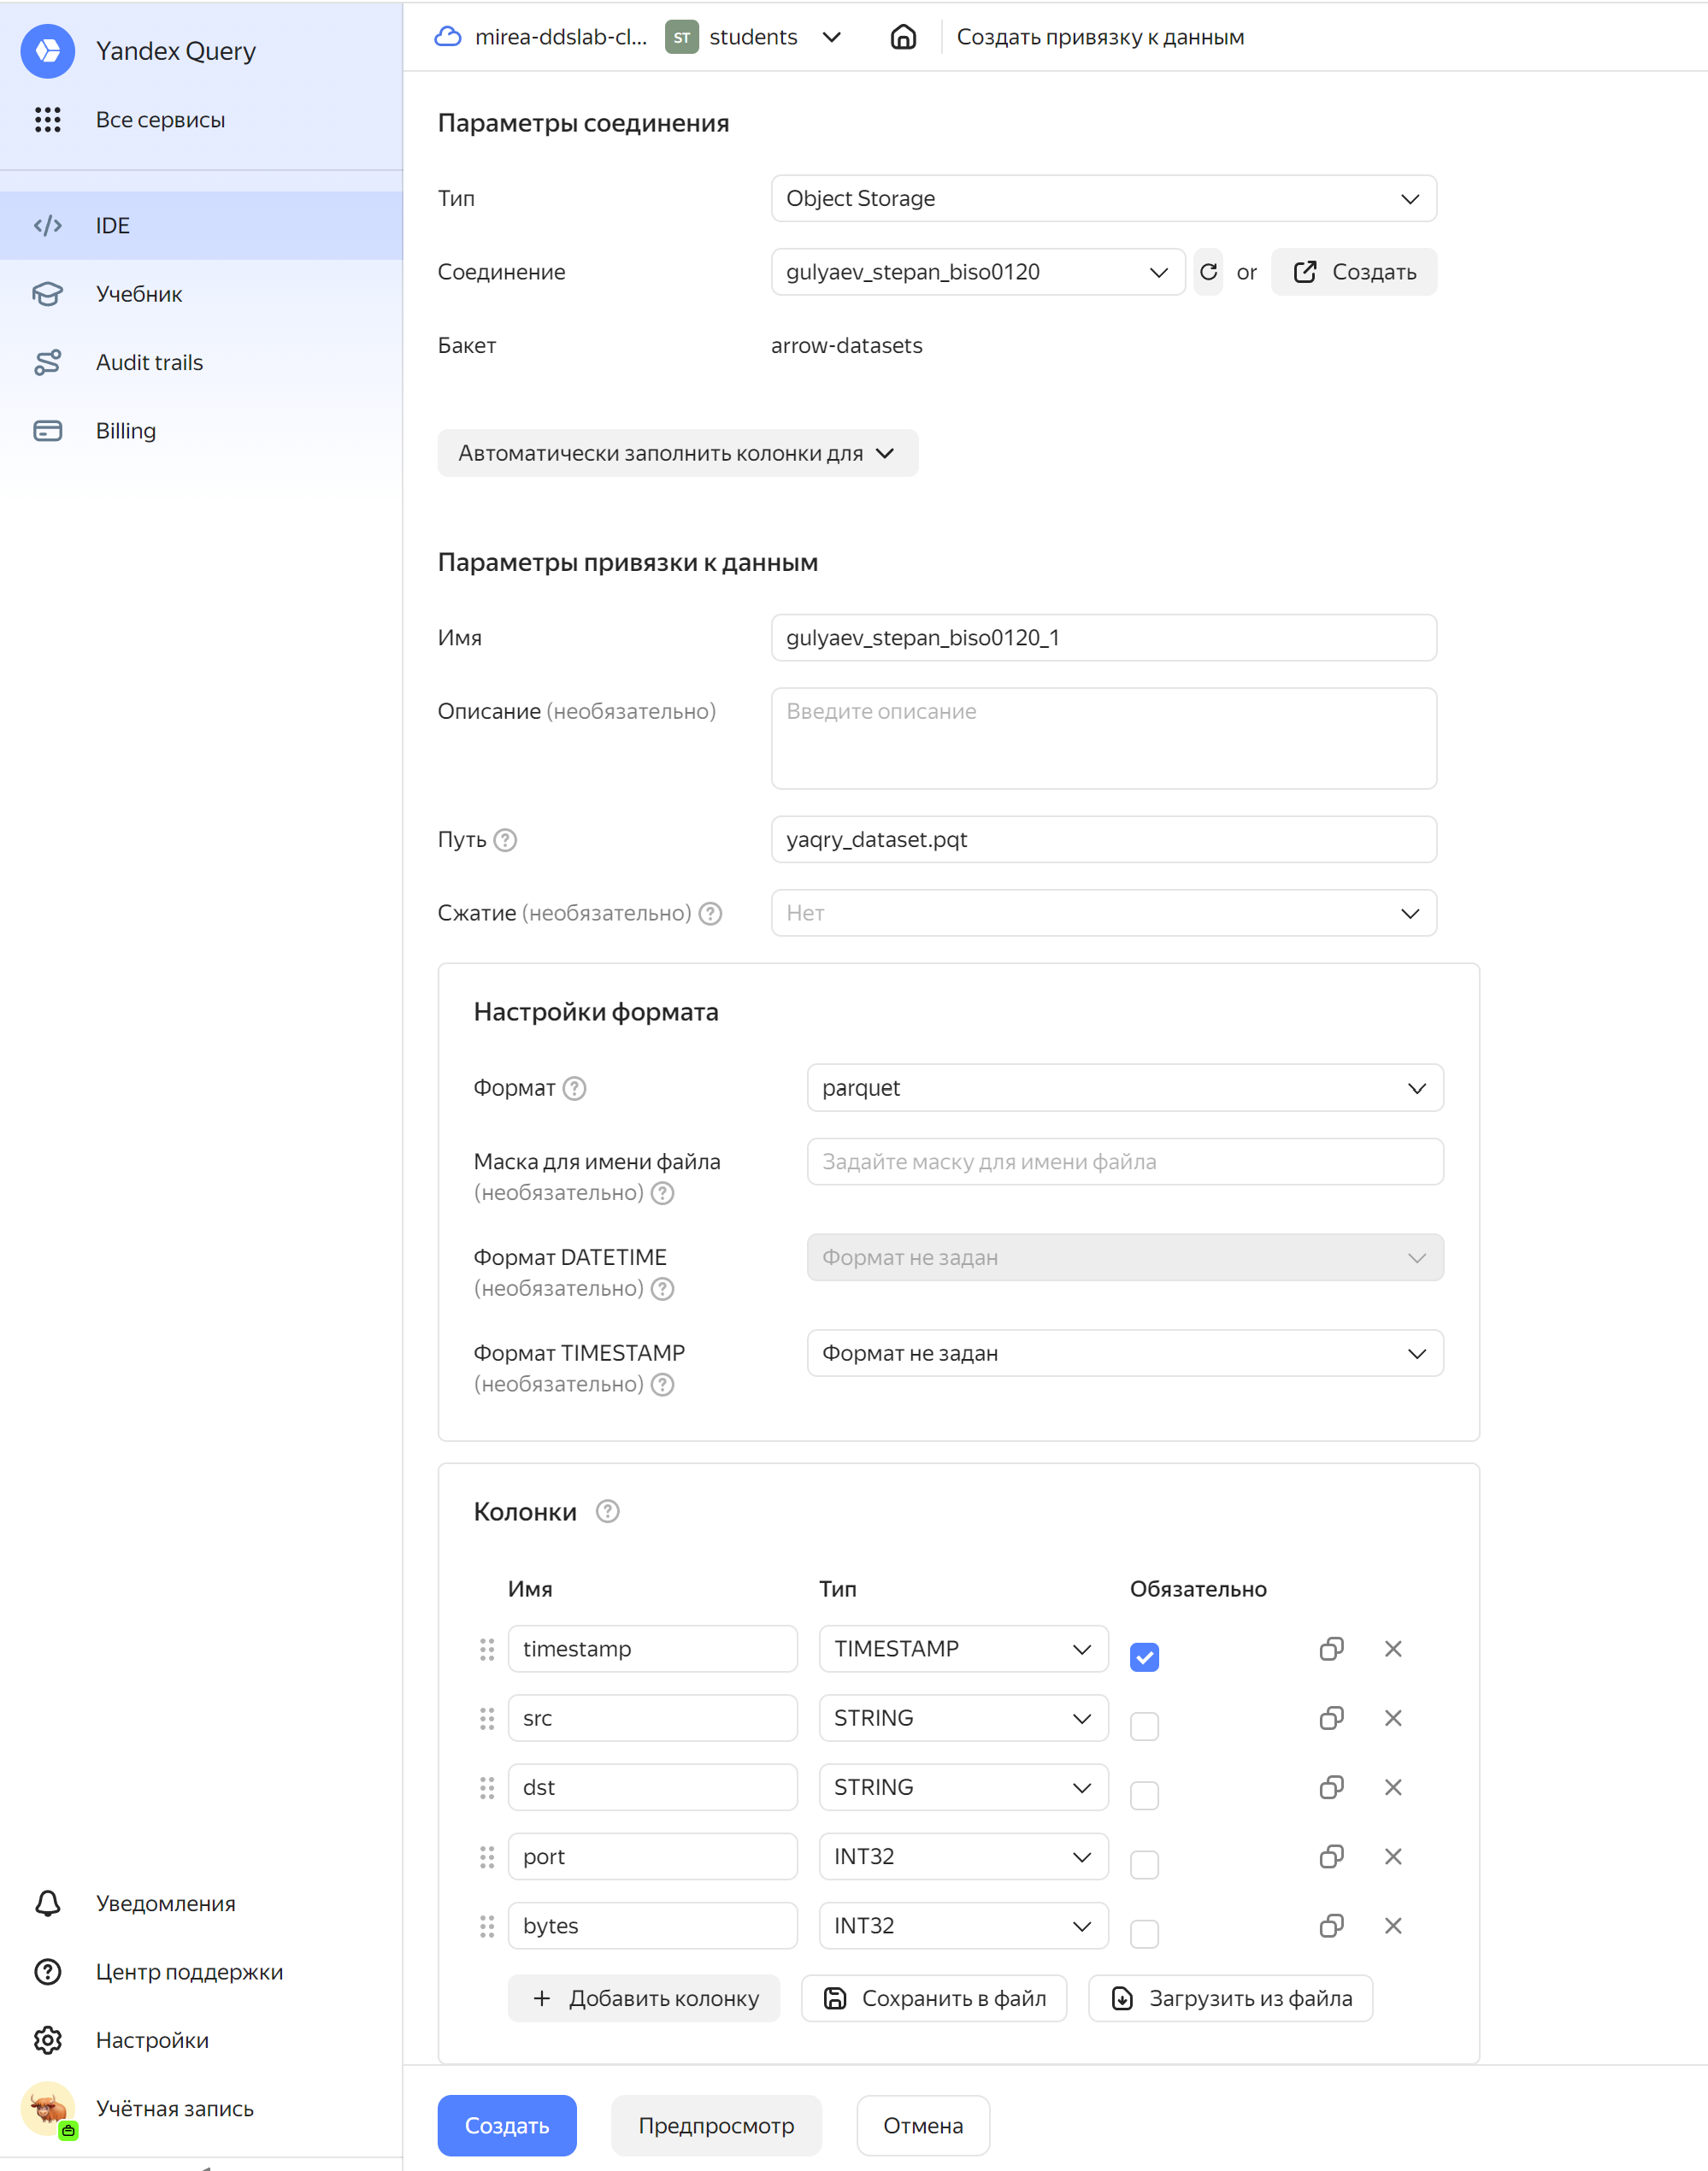 Yandex Query
Все сервисы
IDE
Учебник
Audit trails
Billing
Уведомления
Центр поддержки
Настройки
Учётная запись
mirea-ddslab-cl... ST students
Создать привязку к данным
Параметры соединения
Тип
Object Storage
Соединение
gulyaev_stepan_biso0120
or
Создать
Бакет
arrow-datasets
Автоматически заполнить колонки для
Параметры привязки к данным
Имя
gulyaev_stepan_biso0120_1
Описание (необязательно)
Введите описание
Путь
yaqry_dataset.pqt
Сжатие (необязательно)
Нет
Настройки формата
Формат
parquet
Маска для имени файла
(необязательно)
Задайте маску для имени файла
Формат DATETIME
(необязательно)
Формат не задан
Формат TIMESTAMP
(необязательно)
Формат не задан
Колонки
Имя Тип Обязательно
timestamp TIMESTAMP
src STRING
dst STRING
port INT32
bytes INT32
Добавить колонку
Сохранить в файл
Загрузить из файла
Создать
Предпросмотр
Отмена